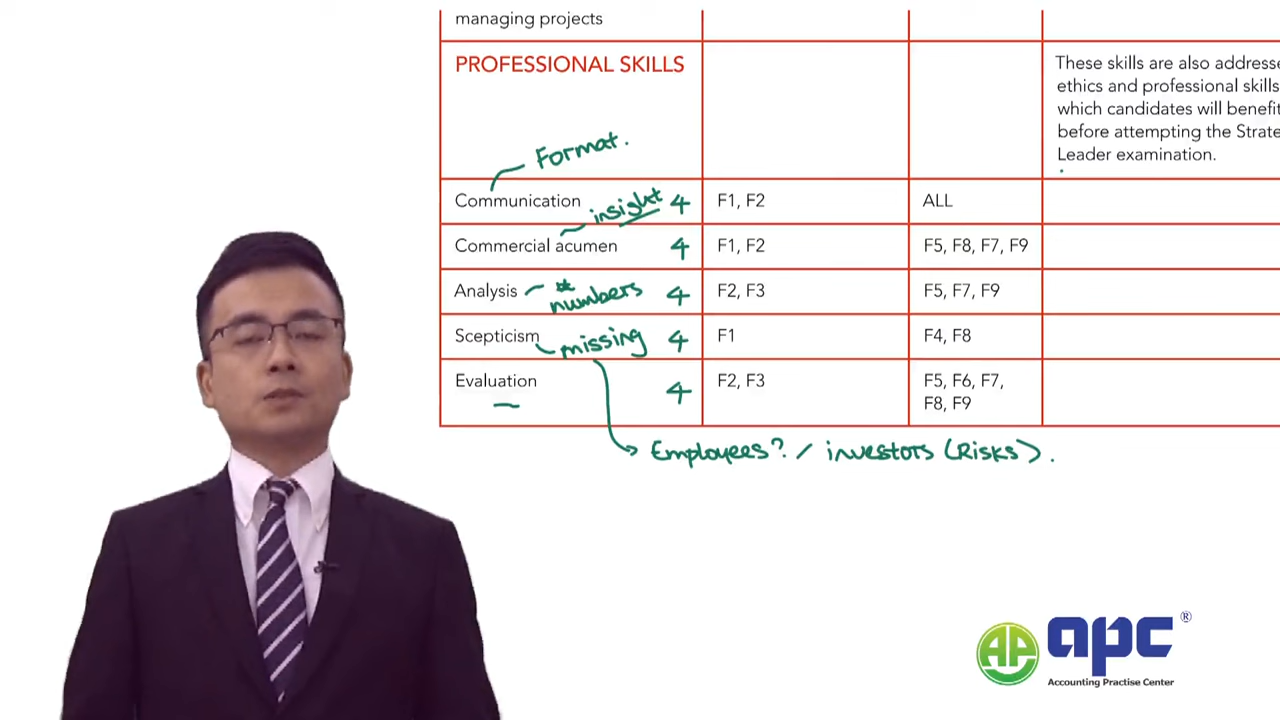 managing projects
PROFESSIONAL SKILLS
These skills are also addresse
ethics and professional skills
which candidates will benefit
before attempting the Strate
Leader examination.
Format.
Communication insight 4 F1, F2 ALL
Commercial acumen 4 F1, F2 F5, F8, F7, F9
Analysis numbers 4 F2, F3 F5, F7, F9
Scepticism missing 4 F1 F4, F8
Evaluation 4 F2, F3 F5, F6, F7,
F8, F9
Employees? / investors (Risks).
AP apc ®
Accounting Practise Center